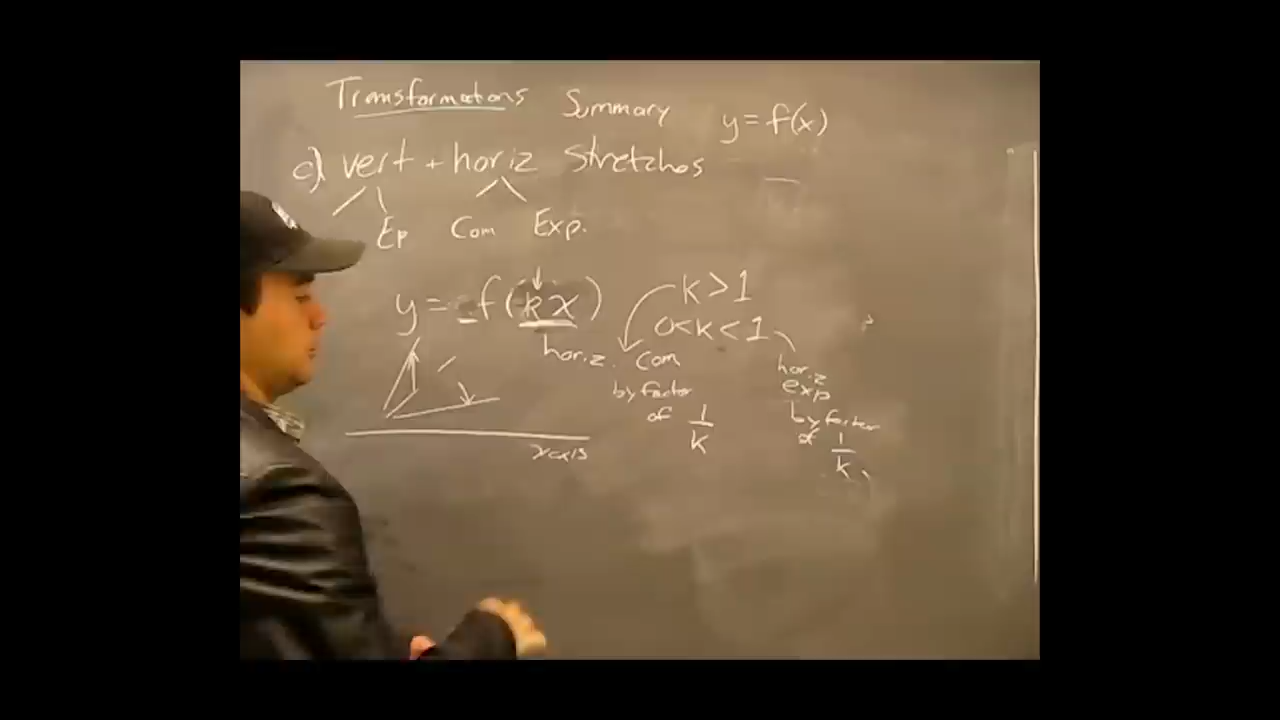 Transformations Summary y = f(x)
c) vert + horiz Stretches
Ep Com Exp.
y = f(kx) k > 1
0 < k < 1
horiz. com
by factor
of 1/k
horiz
exp
by factor
of 1/k
x axis